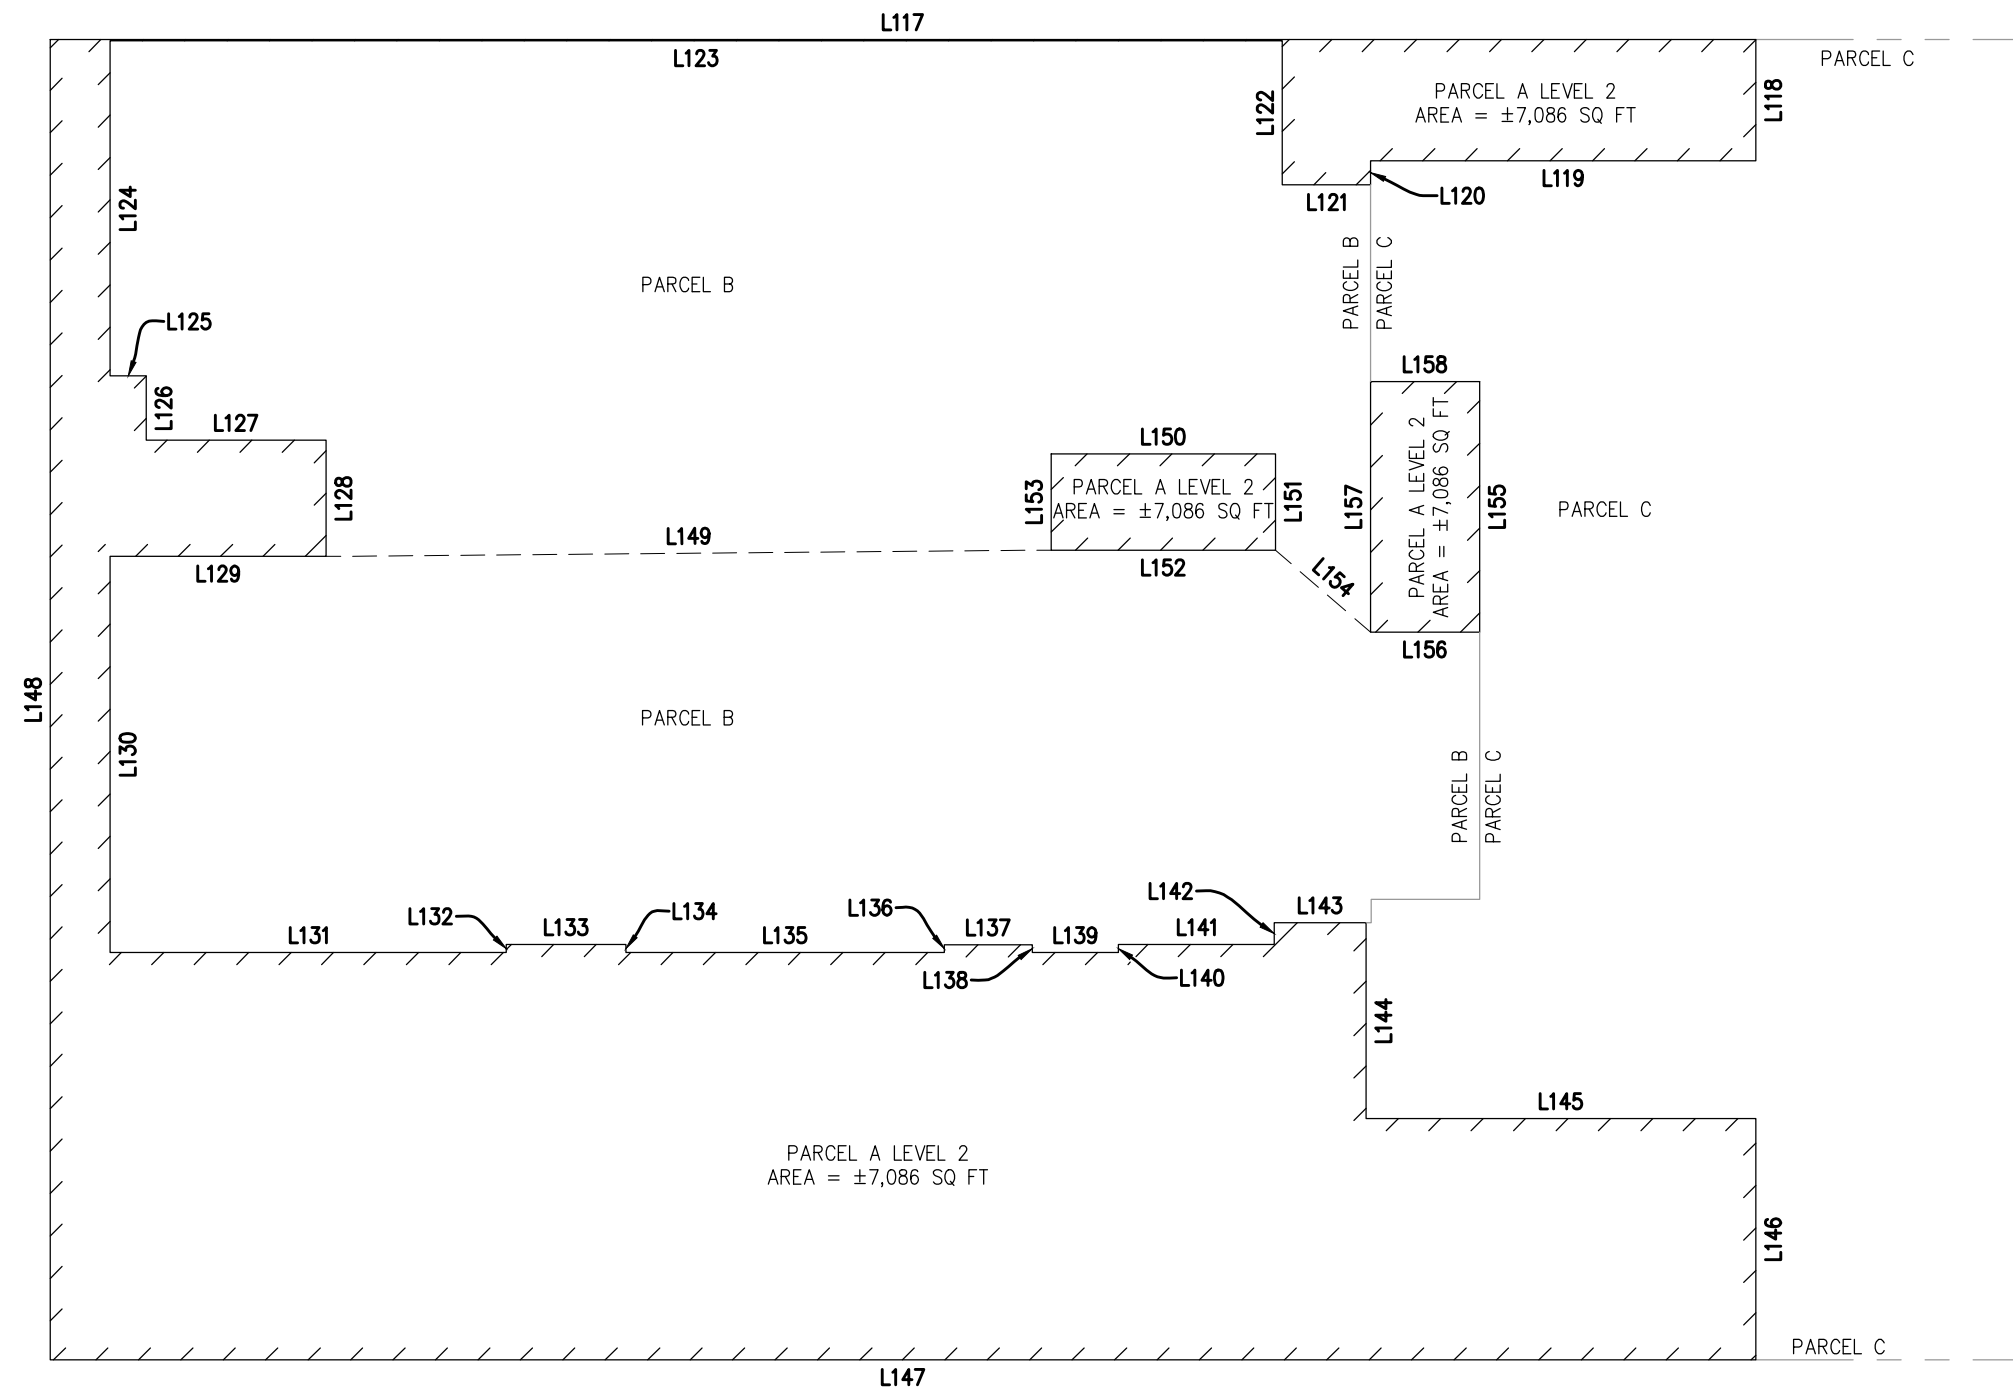 L117
L123
PARCEL C
PARCEL A LEVEL 2
AREA = ±7,086 SQ FT
L118
L122
L119
L120
L121
L124
PARCEL B
PARCEL B
PARCEL C
L125
L126
L127
L128
L158
PARCEL A LEVEL 2
AREA = ±7,086 SQ FT
L150
L153
PARCEL A LEVEL 2
AREA = ±7,086 SQ FT
L151
L157
L155
PARCEL C
L149
L129
L152
L154
L156
L148
L130
PARCEL B
PARCEL B
PARCEL C
L131
L132
L133
L134
L135
L136
L137
L138
L139
L140
L141
L142
L143
L144
L145
PARCEL A LEVEL 2
AREA = ±7,086 SQ FT
L146
PARCEL C
L147